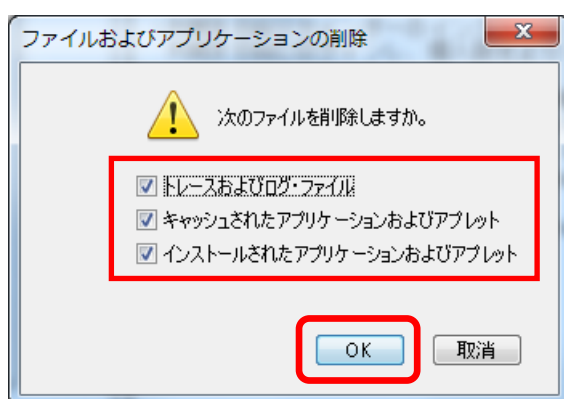 ファイルおよびアプリケーションの削除
次のファイルを削除しますか。
トレースおよびログ・ファイル
キャッシュされたアプリケーションおよびアプレット
インストールされたアプリケーションおよびアプレット
OK
取消